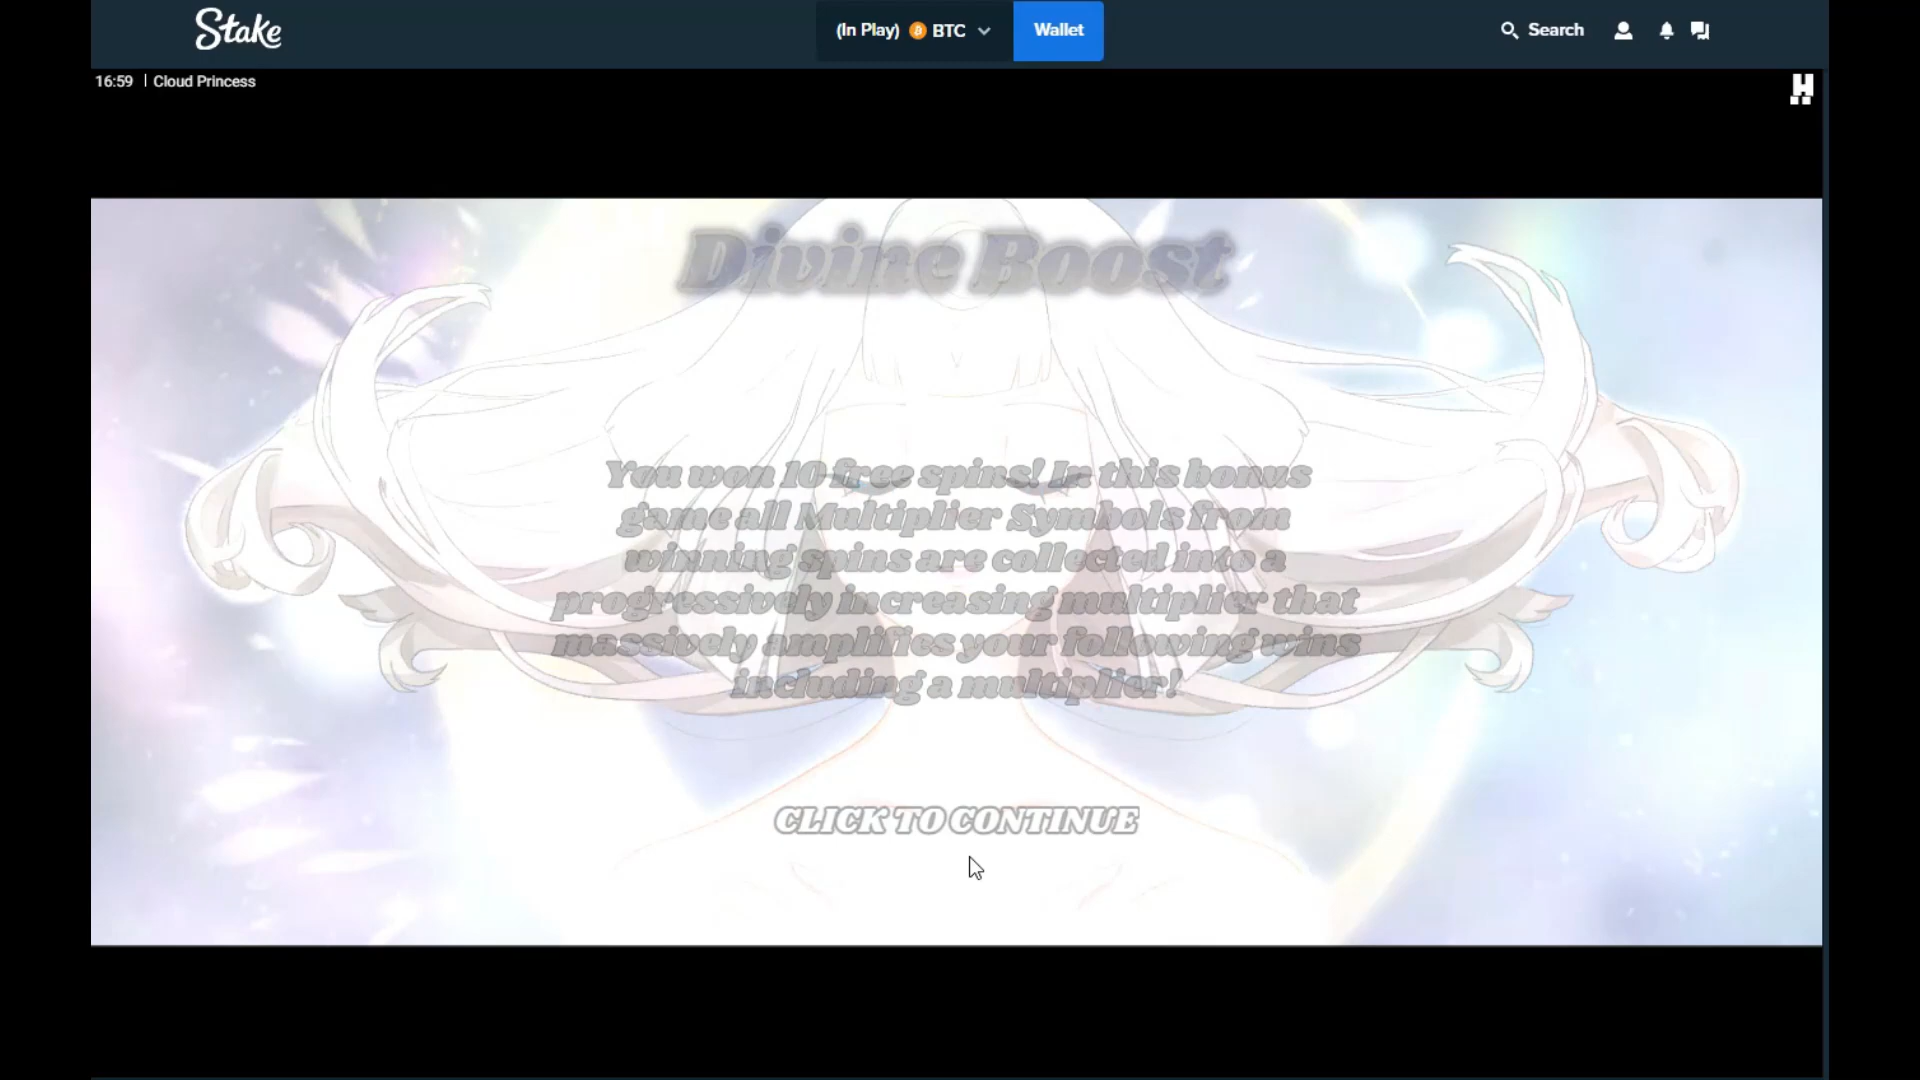 Stake
(In Play) BTC
Wallet
Search
16:59 | Cloud Princess
Divine Boost
You won 10 free spins! In this bonus
game all Multiplier Symbols from
winning spins are collected into a
progressively increasing multiplier that
massively amplifies your following wins
including a multiplier!
CLICK TO CONTINUE